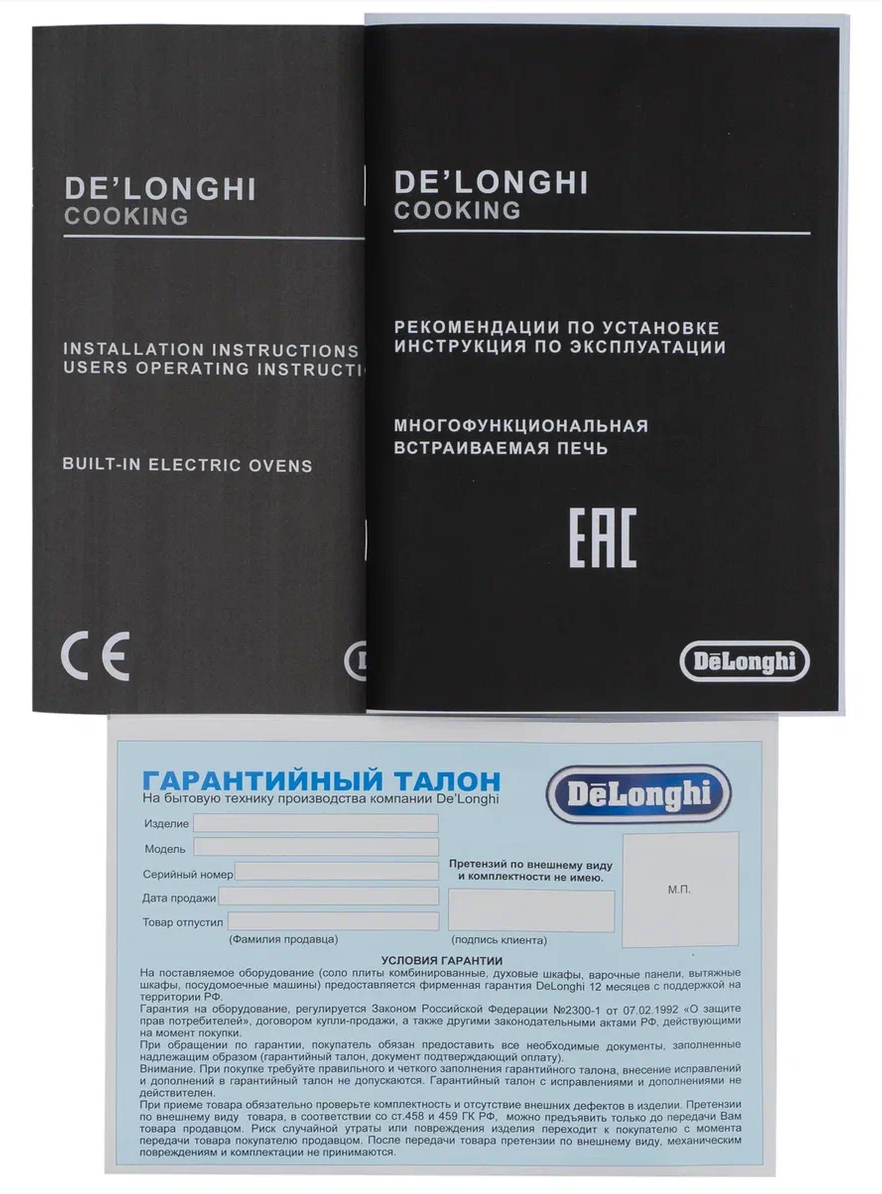 DE’LONGHI
COOKING
INSTALLATION INSTRUCTIONS
USERS OPERATING
BUILT-IN ELECTRIC OVENS
CE
DE’LONGHI
COOKING
РЕКОМЕНДАЦИИ ПО УСТАНОВКЕ
ИНСТРУКЦИЯ ПО ЭКСПЛУАТАЦИИ
МНОГОФУНКЦИОНАЛЬНАЯ
ВСТРАИВАЕМАЯ ПЕЧЬ
EAC
DēLonghi
ГАРАНТИЙНЫЙ ТАЛОН
На бытовую технику производства компании De'Longhi
DēLonghi
Изделие
Модель
Серийный номер
Дата продажи
Товар отпустил
(Фамилия продавца)
Претензий по внешнему виду
и комплектности не имею.
(подпись клиента)
М.П.
УСЛОВИЯ ГАРАНТИИ
На поставляемое оборудование (соло плиты комбинированные, духовые шкафы, варочные панели, вытяжные
шкафы, посудомоечные машины) предоставляется фирменная гарантия DeLonghi 12 месяцев с поддержкой на
территории РФ.
Гарантия на оборудование, регулируется Законом Российской Федерации №2300-1 от 07.02.1992 «О защите
прав потребителей», договором купли-продажи, а также другими законодательными актами РФ, действующими
на момент покупки.
При обращении по гарантии, покупатель обязан предоставить все необходимые документы, заполненные
надлежащим образом (гарантийный талон, документ подтверждающий оплату).
Внимание. При покупке требуйте правильного и четкого заполнения гарантийного талона, внесение исправлений
и дополнений в гарантийный талон не допускаются. Гарантийный талон с исправлениями и дополнениями не
действителен.
При приеме товара обязательно проверьте комплектность и отсутствие внешних дефектов в изделии. Претензии
по внешнему виду товара, в соответствии со ст.458 и 459 ГК РФ, можно предъявить только до передачи Вам
товара продавцом. Риск случайной утраты или повреждения изделия переходит к покупателю с момента
передачи товара покупателю продавцом. После передачи товара претензии по внешнему виду, механическим
повреждениям и комплектации не принимаются.